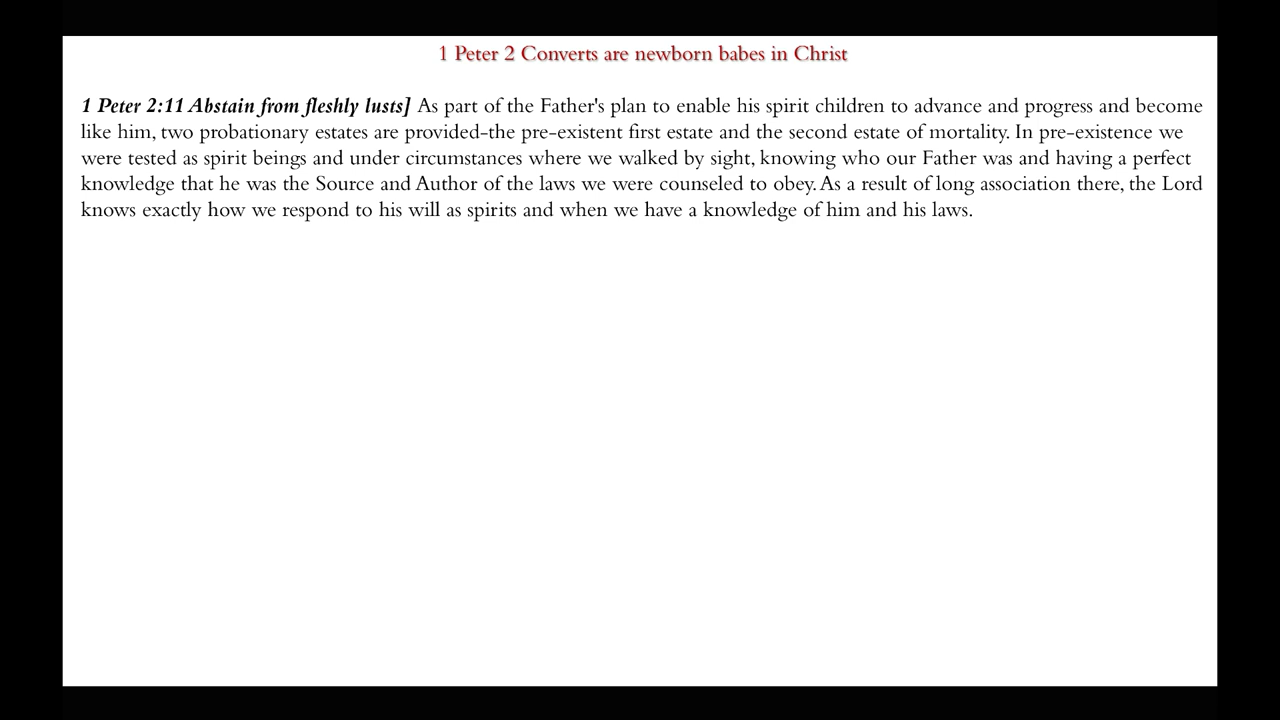 1 Peter 2 Converts are newborn babes in Christ
1 Peter 2:11 Abstain from fleshly lusts] As part of the Father's plan to enable his spirit children to advance and progress and become
like him, two probationary estates are provided-the pre-existent first estate and the second estate of mortality. In pre-existence we
were tested as spirit beings and under circumstances where we walked by sight, knowing who our Father was and having a perfect
knowledge that he was the Source and Author of the laws we were counseled to obey. As a result of long association there, the Lord
knows exactly how we respond to his will as spirits and when we have a knowledge of him and his laws.